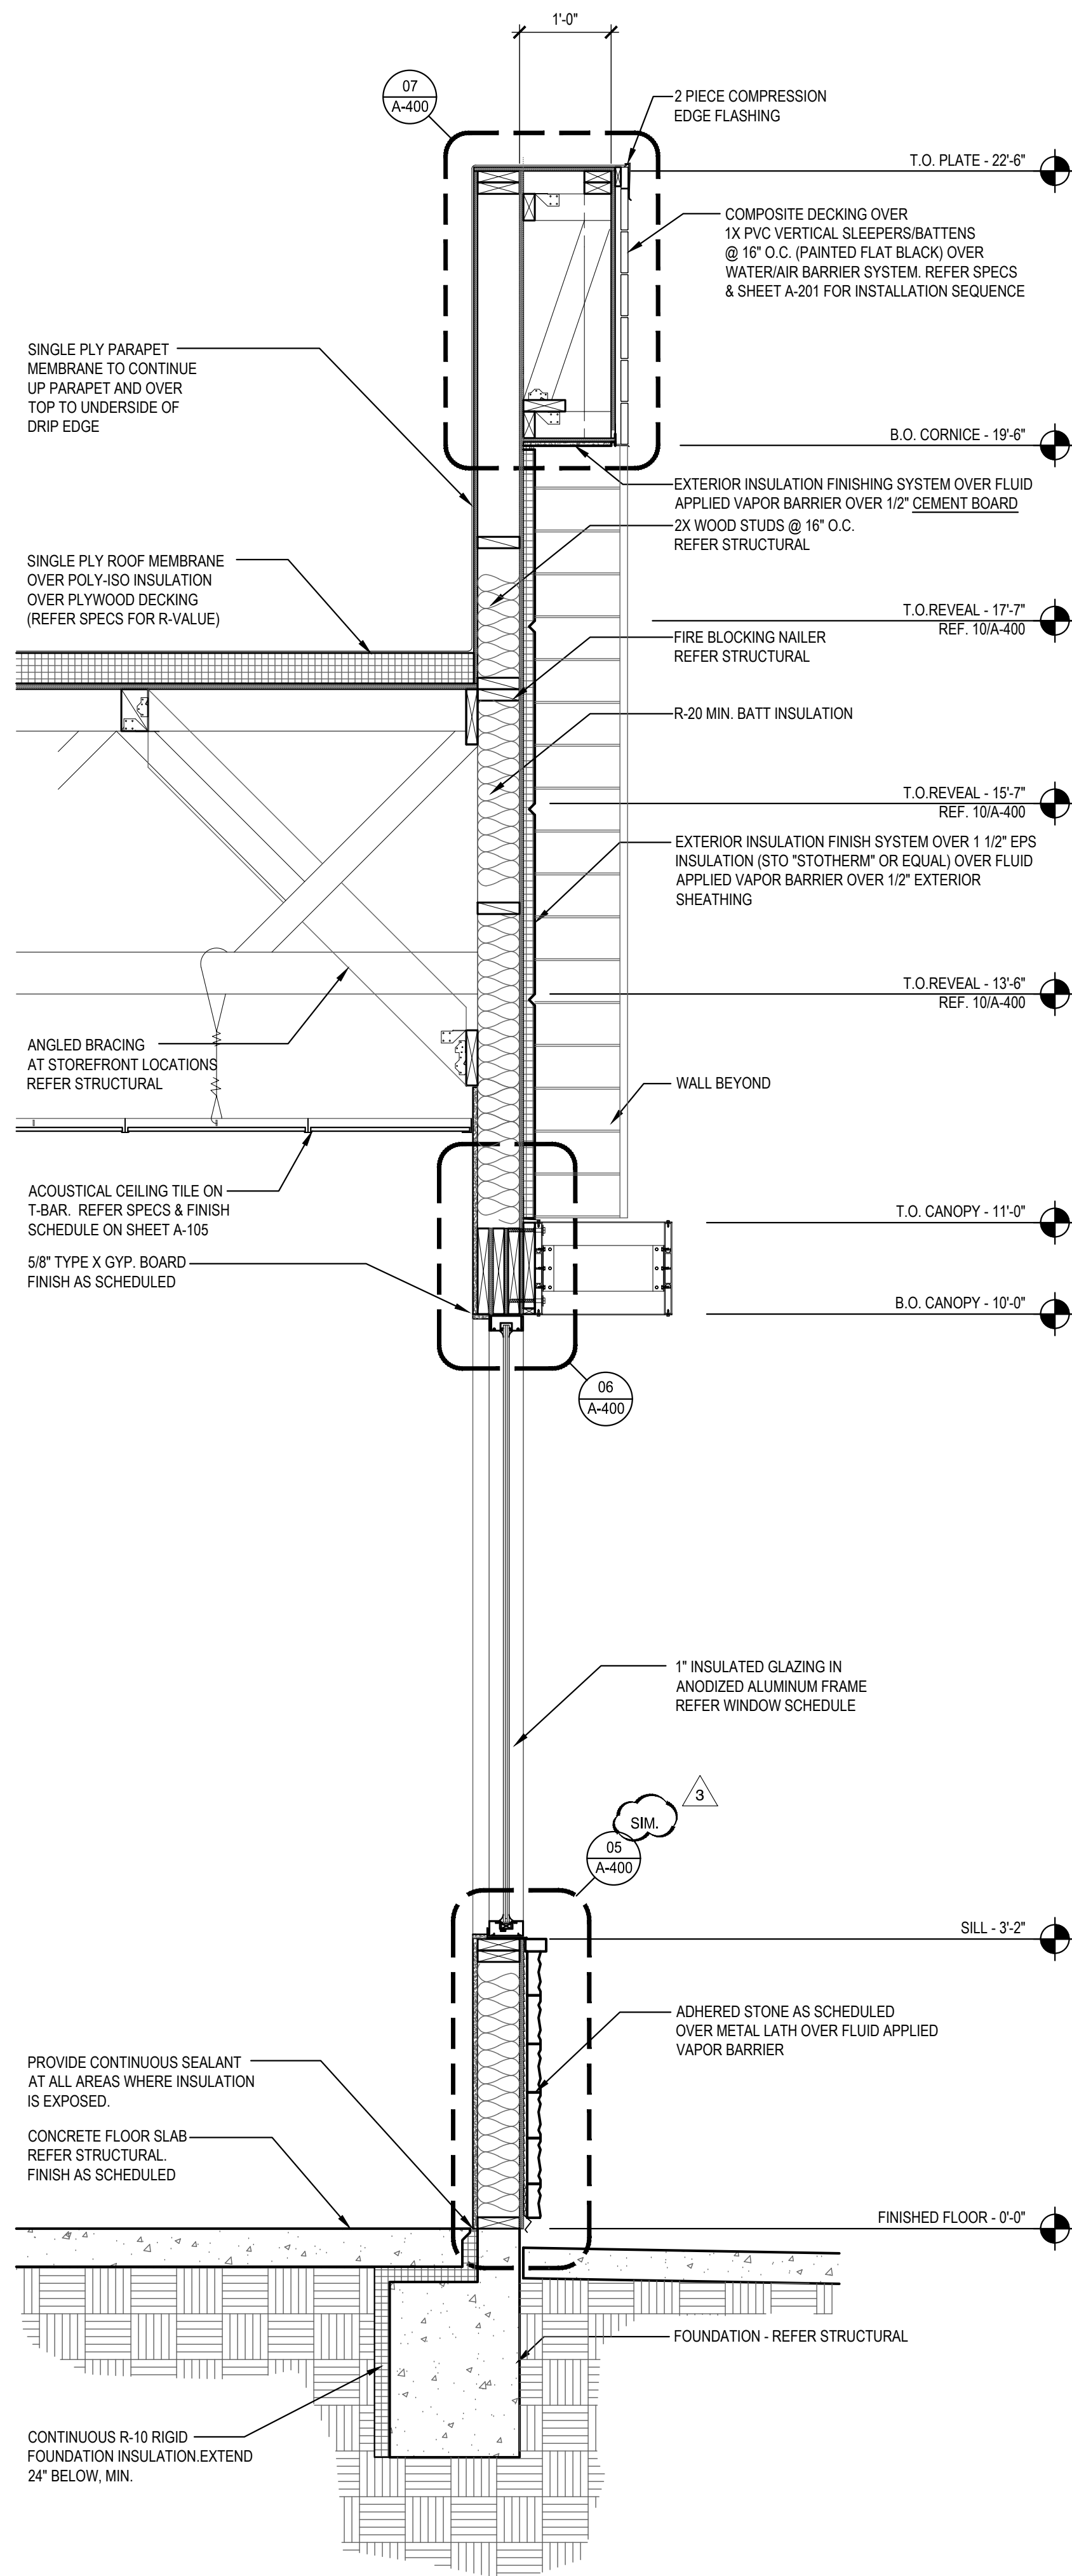 1'-0"
07
A-400
2 PIECE COMPRESSION
EDGE FLASHING
T.O. PLATE - 22'-6"
COMPOSITE DECKING OVER
1X PVC VERTICAL SLEEPERS/BATTENS
@ 16" O.C. (PAINTED FLAT BLACK) OVER
WATER/AIR BARRIER SYSTEM. REFER SPECS
& SHEET A-201 FOR INSTALLATION SEQUENCE
SINGLE PLY PARAPET
MEMBRANE TO CONTINUE
UP PARAPET AND OVER
TOP TO UNDERSIDE OF
DRIP EDGE
B.O. CORNICE - 19'-6"
EXTERIOR INSULATION FINISHING SYSTEM OVER FLUID
APPLIED VAPOR BARRIER OVER 1/2" CEMENT BOARD
2X WOOD STUDS @ 16" O.C.
REFER STRUCTURAL
SINGLE PLY ROOF MEMBRANE
OVER POLY-ISO INSULATION
OVER PLYWOOD DECKING
(REFER SPECS FOR R-VALUE)
T.O.REVEAL - 17'-7"
REF. 10/A-400
FIRE BLOCKING NAILER
REFER STRUCTURAL
R-20 MIN. BATT INSULATION
T.O.REVEAL - 15'-7"
REF. 10/A-400
EXTERIOR INSULATION FINISH SYSTEM OVER 1 1/2" EPS
INSULATION (STO "STOTHERM" OR EQUAL) OVER FLUID
APPLIED VAPOR BARRIER OVER 1/2" EXTERIOR
SHEATHING
T.O.REVEAL - 13'-6"
REF. 10/A-400
ANGLED BRACING
AT STOREFRONT LOCATIONS
REFER STRUCTURAL
WALL BEYOND
ACOUSTICAL CEILING TILE ON
T-BAR.  REFER SPECS & FINISH
SCHEDULE ON SHEET A-105
T.O. CANOPY - 11'-0"
5/8" TYPE X GYP. BOARD
FINISH AS SCHEDULED
B.O. CANOPY - 10'-0"
06
A-400
1" INSULATED GLAZING IN
ANODIZED ALUMINUM FRAME
REFER WINDOW SCHEDULE
3
SIM.
05
A-400
SILL - 3'-2"
ADHERED STONE AS SCHEDULED
OVER METAL LATH OVER FLUID APPLIED
VAPOR BARRIER
PROVIDE CONTINUOUS SEALANT
AT ALL AREAS WHERE INSULATION
IS EXPOSED.
CONCRETE FLOOR SLAB
REFER STRUCTURAL.
FINISH AS SCHEDULED
FINISHED FLOOR - 0'-0"
FOUNDATION - REFER STRUCTURAL
CONTINUOUS R-10 RIGID
FOUNDATION INSULATION.EXTEND
24" BELOW, MIN.